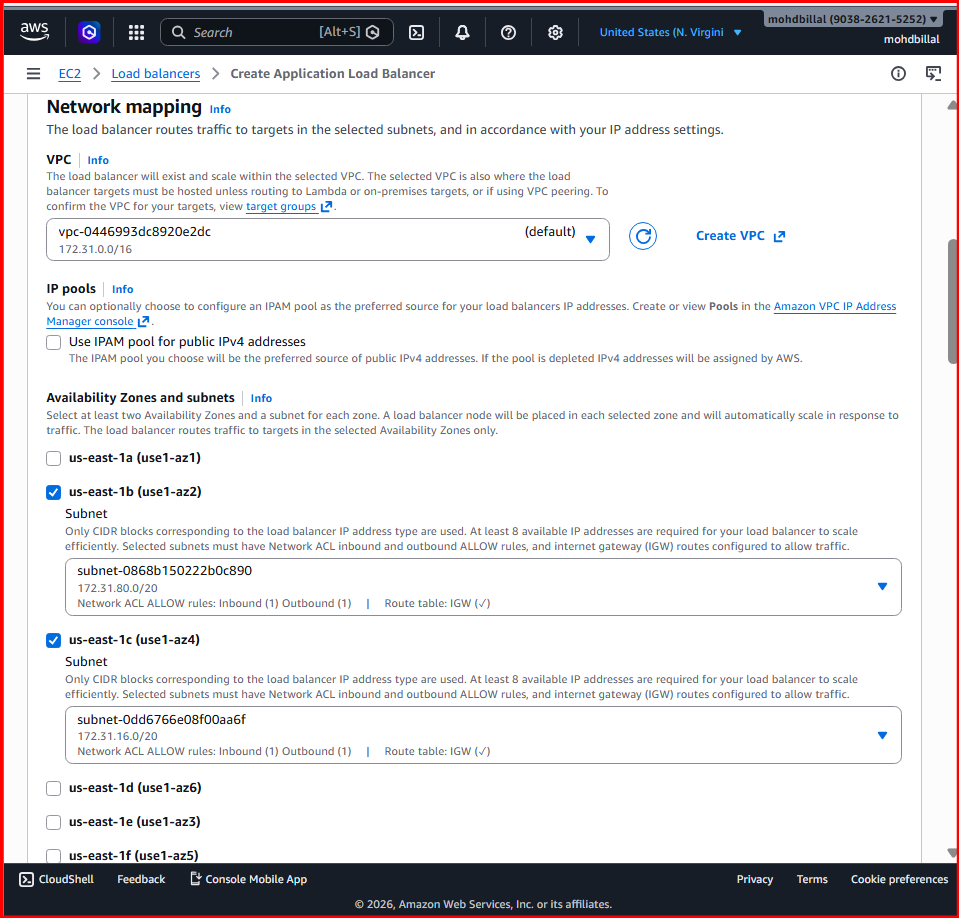 aws
Search [Alt+S]
United States (N. Virgini
mohdbillal (9038-2621-5252)
mohdbillal
EC2 Load balancers Create Application Load Balancer
Network mapping Info
The load balancer routes traffic to targets in the selected subnets, and in accordance with your IP address settings.
VPC Info
The load balancer will exist and scale within the selected VPC. The selected VPC is also where the load
balancer targets must be hosted unless routing to Lambda or on-premises targets, or if using VPC peering. To
confirm the VPC for your targets, view target groups.
vpc-0446993dc8920e2dc (default)
172.31.0.0/16
Create VPC
IP pools Info
You can optionally choose to configure an IPAM pool as the preferred source for your load balancers IP addresses. Create or view Pools in the Amazon VPC IP Address
Manager console.
Use IPAM pool for public IPv4 addresses
The IPAM pool you choose will be the preferred source of public IPv4 addresses. If the pool is depleted IPv4 addresses will be assigned by AWS.
Availability Zones and subnets Info
Select at least two Availability Zones and a subnet for each zone. A load balancer node will be placed in each selected zone and will automatically scale in response to
traffic. The load balancer routes traffic to targets in the selected Availability Zones only.
us-east-1a (use1-az1)
us-east-1b (use1-az2)
Subnet
Only CIDR blocks corresponding to the load balancer IP address type are used. At least 8 available IP addresses are required for your load balancer to scale
efficiently. Selected subnets must have Network ACL inbound and outbound ALLOW rules, and internet gateway (IGW) routes configured to allow traffic.
subnet-0868b150222b0c890
172.31.80.0/20
Network ACL ALLOW rules: Inbound (1) Outbound (1) | Route table: IGW (✓)
us-east-1c (use1-az4)
Subnet
Only CIDR blocks corresponding to the load balancer IP address type are used. At least 8 available IP addresses are required for your load balancer to scale
efficiently. Selected subnets must have Network ACL inbound and outbound ALLOW rules, and internet gateway (IGW) routes configured to allow traffic.
subnet-0dd6766e08f00aa6f
172.31.16.0/20
Network ACL ALLOW rules: Inbound (1) Outbound (1) | Route table: IGW (✓)
us-east-1d (use1-az6)
us-east-1e (use1-az3)
us-east-1f (use1-az5)
CloudShell Feedback Console Mobile App Privacy Terms Cookie preferences
© 2026, Amazon Web Services, Inc. or its affiliates.